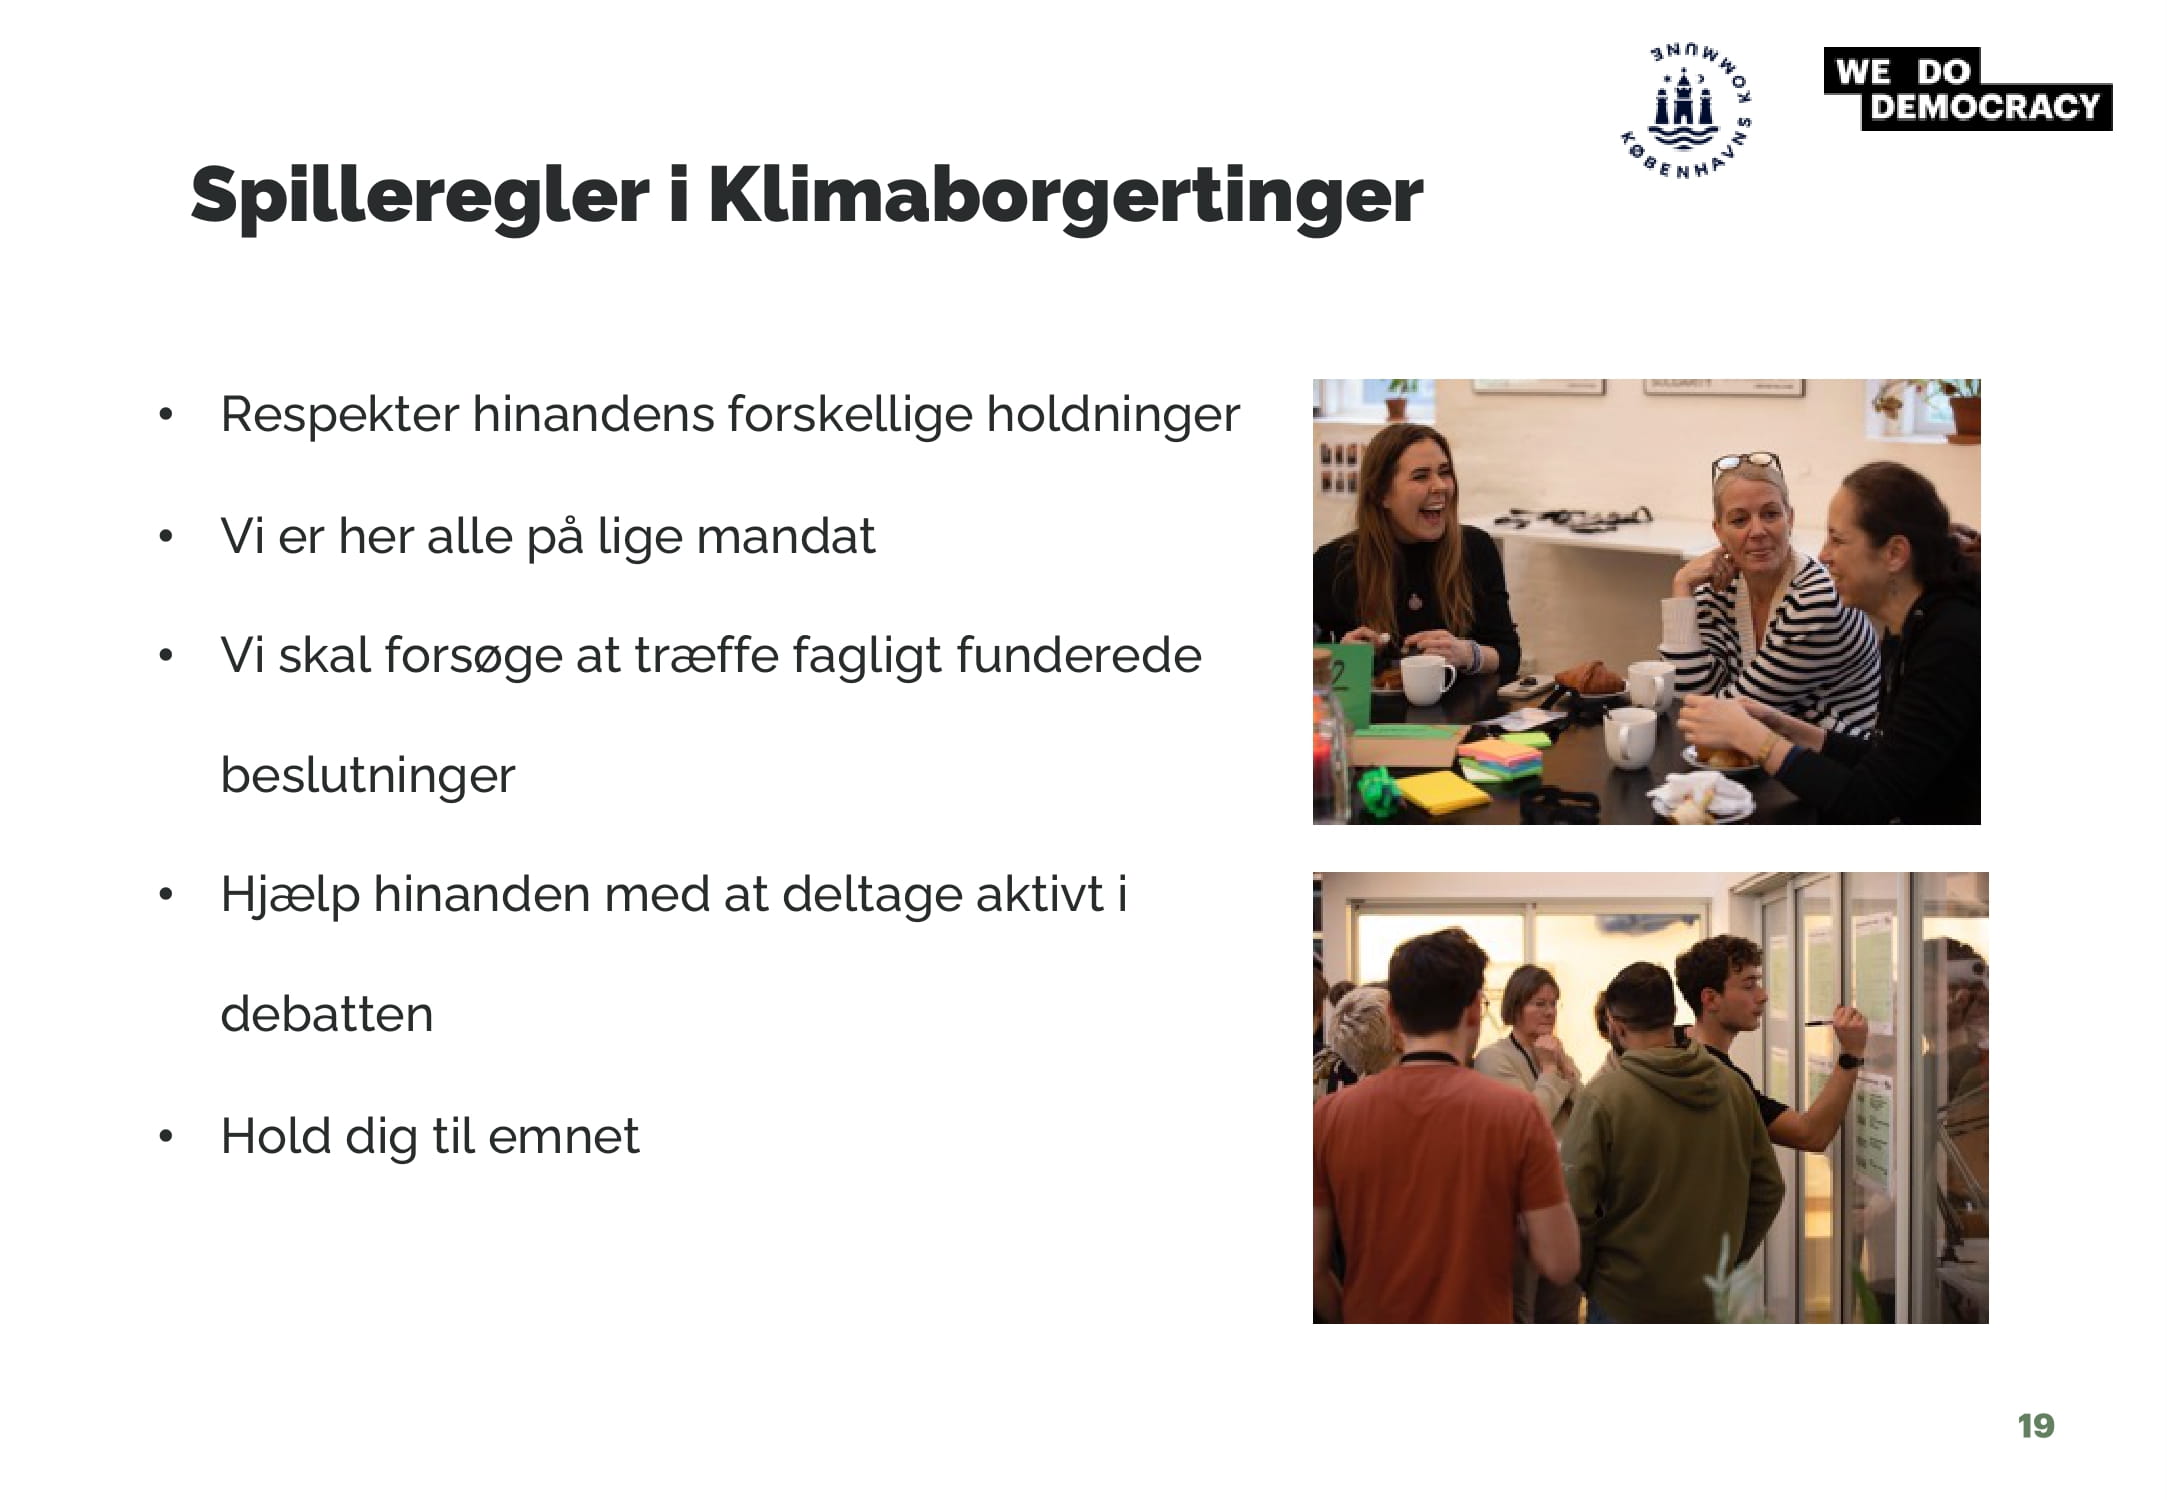 KØBENHAVNS KOMMUNE
WE DO
DEMOCRACY
Spilleregler i Klimaborgertinger
• Respekter hinandens forskellige holdninger
• Vi er her alle på lige mandat
• Vi skal forsøge at træffe fagligt funderede
beslutninger
• Hjælp hinanden med at deltage aktivt i
debatten
• Hold dig til emnet
SOLIDARITY
2
19